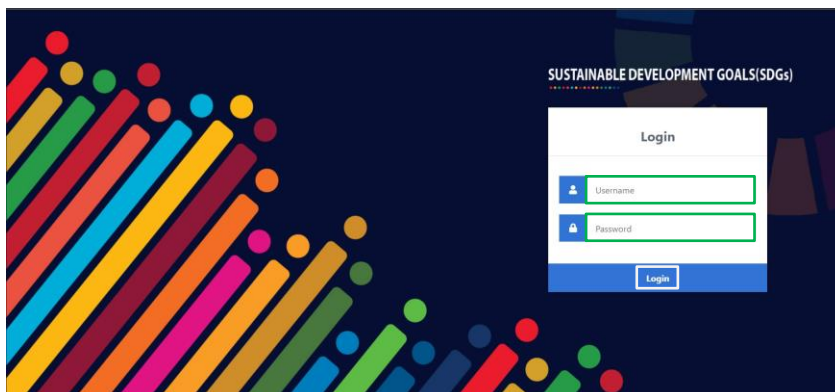 SUSTAINABLE DEVELOPMENT GOALS(SDGs)
Login
Username
Password
Login